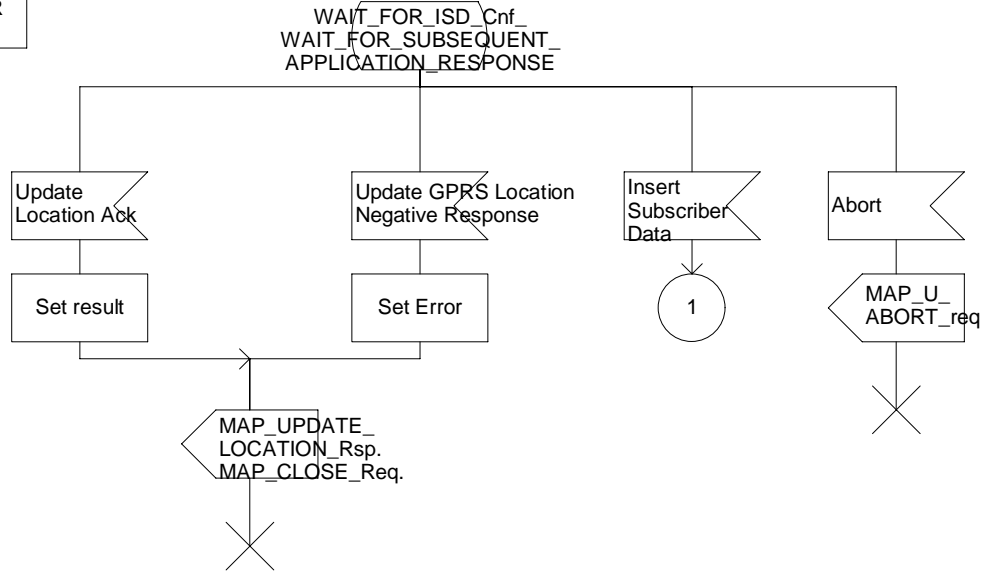 R
WAIT_FOR_ISD_Cnf_
WAIT_FOR_SUBSEQUENT_
APPLICATION_RESPONSE
Update
Location Ack
Update GPRS Location
Negative Response
Insert
Subscriber
Data
Abort
Set result
Set Error
1
MAP_U_
ABORT_req
MAP_UPDATE_
LOCATION_Rsp.
MAP_CLOSE_Req.